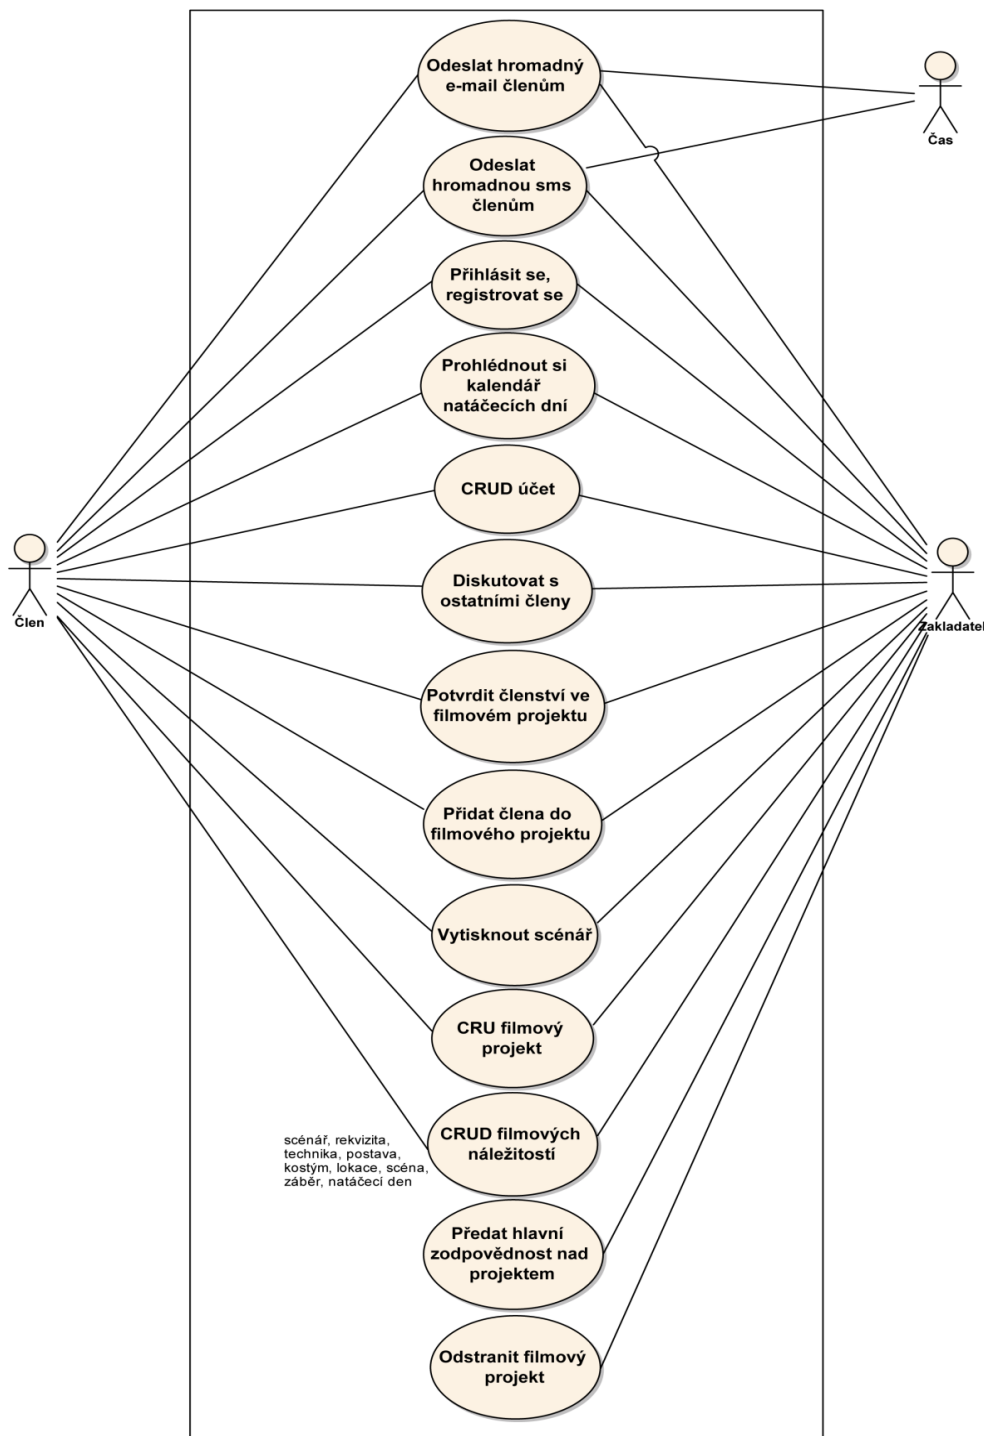 Odeslat hromadný
e-mail členům
Čas
Odeslat
hromadnou sms
členům
Přihlásit se,
registrovat se
Prohlédnout si
kalendář
natáčecích dní
CRUD účet
Diskutovat s
ostatními členy
Člen
Zakladatel
Potvrdit členství ve
filmovém projektu
Přidat člena do
filmového projektu
Vytisknout scénář
CRU filmový
projekt
CRUD filmových
náležitostí
scénář, rekvizita,
technika, postava,
kostým, lokace, scéna,
záběr, natáčecí den
Předat hlavní
zodpovědnost nad
projektem
Odstranit filmový
projekt